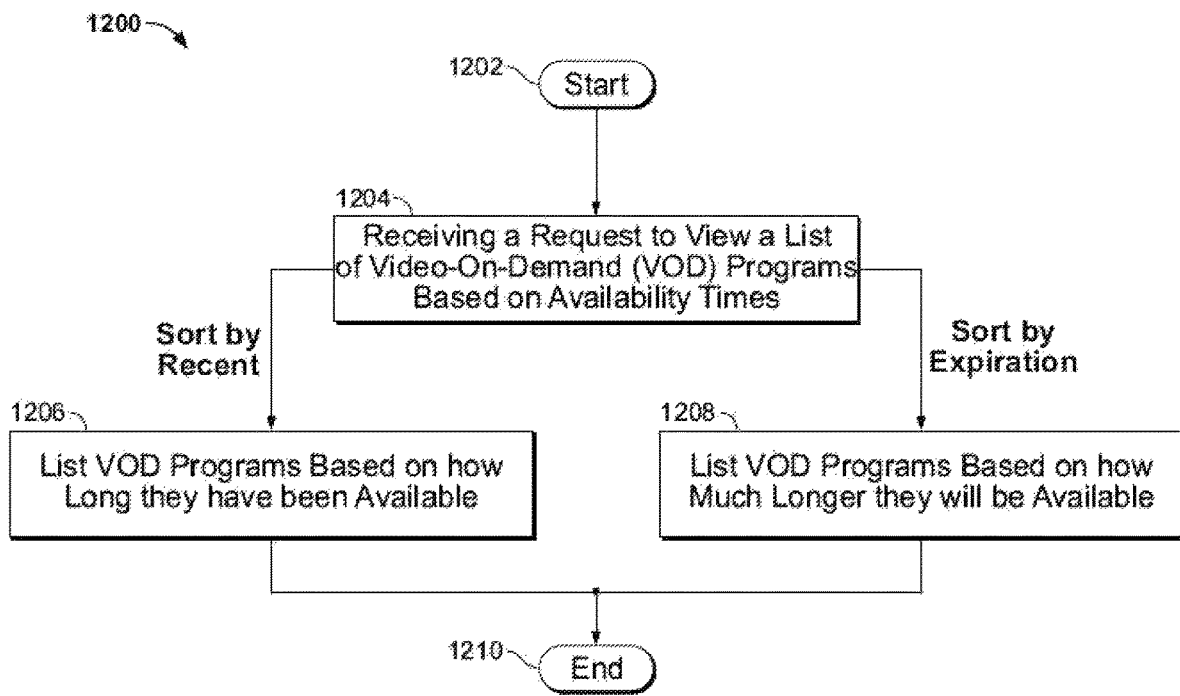 1200
1202
Start
1204
Receiving a Request to View a List
of Video-On-Demand (VOD) Programs
Based on Availability Times
Sort by
Recent
Sort by
Expiration
1206
List VOD Programs Based on how
Long they have been Available
1208
List VOD Programs Based on how
Much Longer they will be Available
1210
End